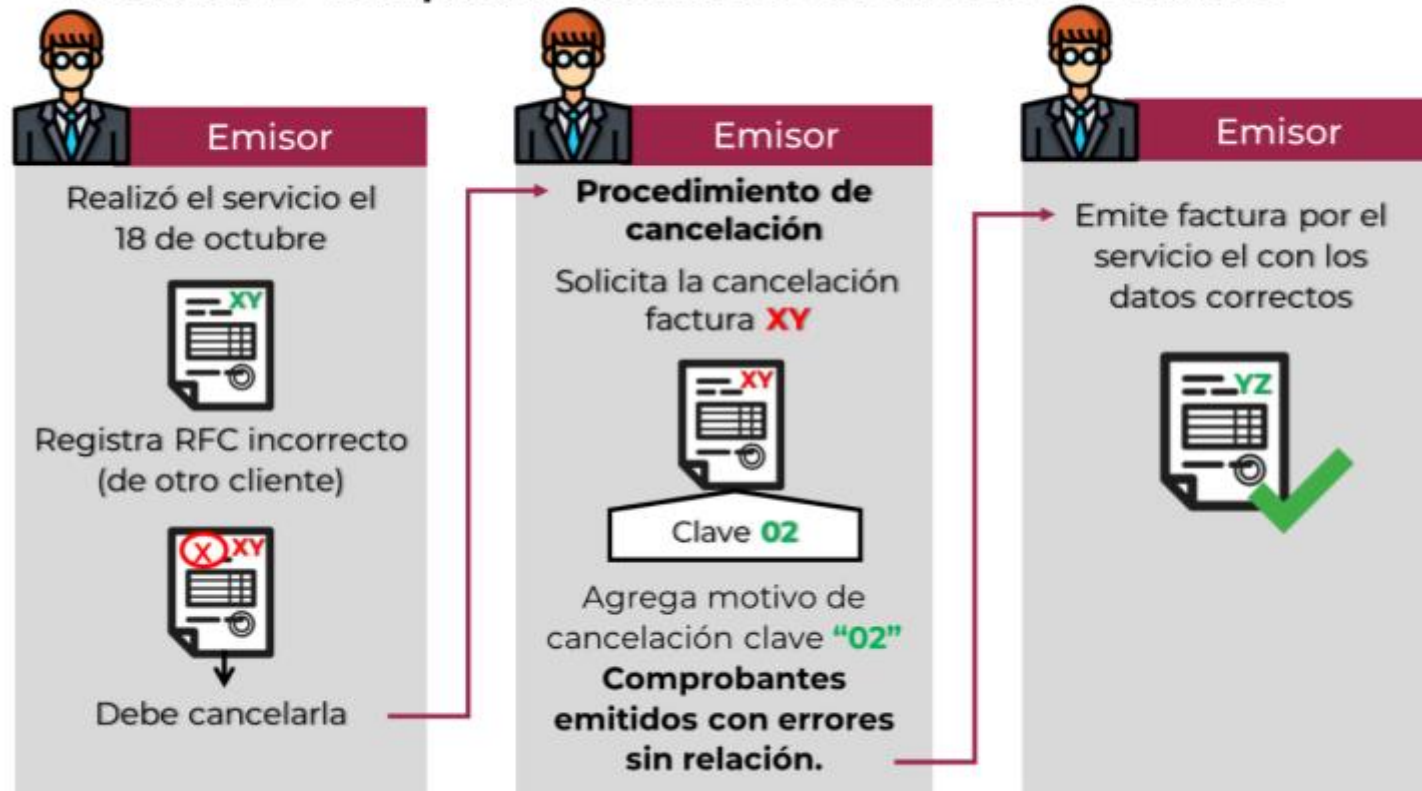 Emisor
Realizó el servicio el
18 de octubre
XY
Registra RFC incorrecto
(de otro cliente)
X XY
Debe cancelarla
Emisor
Procedimiento de
cancelación
Solicita la cancelación
factura XY
XY
Clave 02
Agrega motivo de
cancelación clave “02”
Comprobantes
emitidos con errores
sin relación.
Emisor
Emite factura por el
servicio el con los
datos correctos
YZ